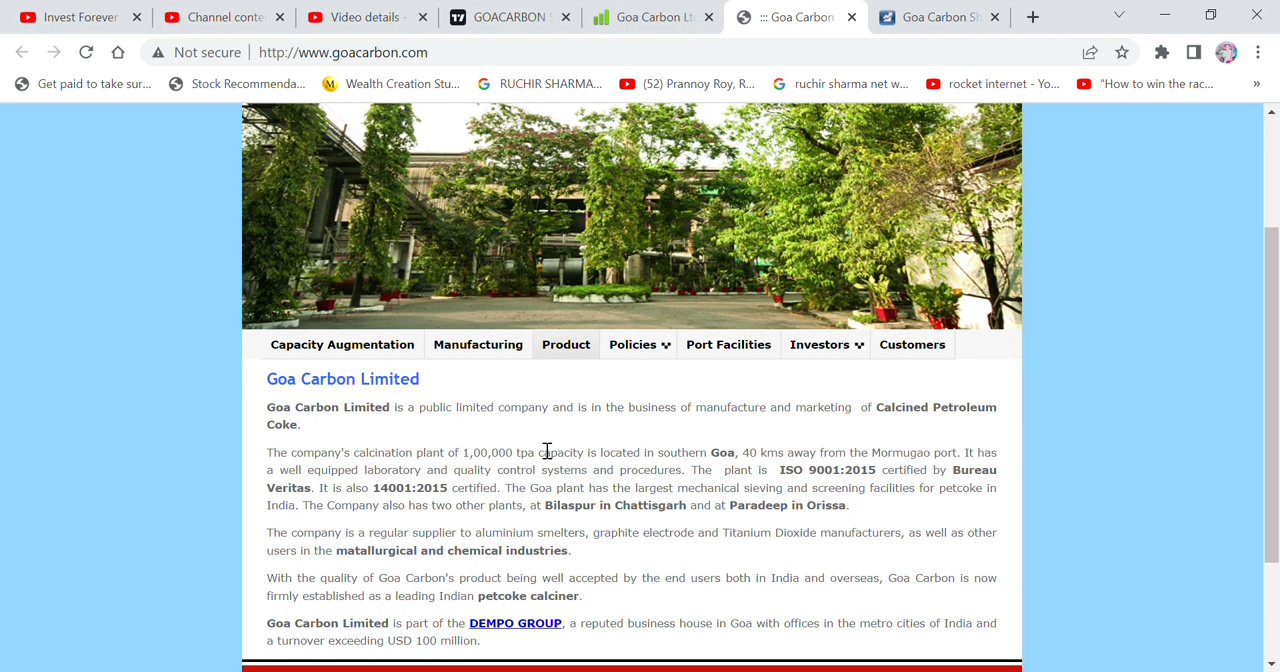 Invest Forever
Channel conte
Video details -
GOACARBON
Goa Carbon Lt
::: Goa Carbon
Goa Carbon Sh
Not secure
http://www.goacarbon.com
Get paid to take sur...
Stock Recommenda...
Wealth Creation Stu...
RUCHIR SHARMA...
(52) Prannoy Roy, R...
ruchir sharma net w...
rocket internet - Yo...
"How to win the rac...
»
Capacity Augmentation
Manufacturing
Product
Policies
Port Facilities
Investors
Customers
Goa Carbon Limited
Goa Carbon Limited is a public limited company and is in the business of manufacture and marketing of Calcined Petroleum
Coke.
The company's calcination plant of 1,00,000 tpa capacity is located in southern Goa, 40 kms away from the Mormugao port. It has
a well equipped laboratory and quality control systems and procedures. The plant is ISO 9001:2015 certified by Bureau
Veritas. It is also 14001:2015 certified. The Goa plant has the largest mechanical sieving and screening facilities for petcoke in
India. The Company also has two other plants, at Bilaspur in Chattisgarh and at Paradeep in Orissa.
The company is a regular supplier to aluminium smelters, graphite electrode and Titanium Dioxide manufacturers, as well as other
users in the matallurgical and chemical industries.
With the quality of Goa Carbon's product being well accepted by the end users both in India and overseas, Goa Carbon is now
firmly established as a leading Indian petcoke calciner.
Goa Carbon Limited is part of the DEMPO GROUP, a reputed business house in Goa with offices in the metro cities of India and
a turnover exceeding USD 100 million.